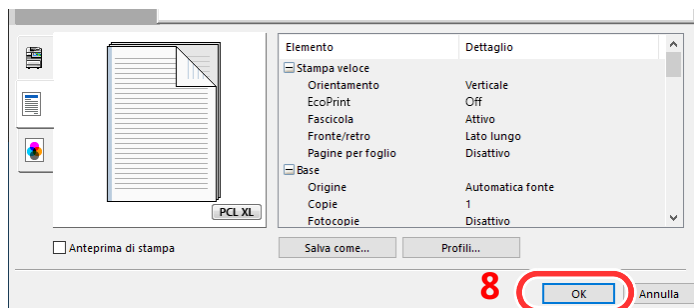 Elemento Dettaglio
Stampa veloce
Orientamento Verticale
EcoPrint Off
Fascicola Attivo
Fronte/retro Lato lungo
Pagine per foglio Disattivo
Base
Origine Automatica fonte
Copie 1
Fotocopie Disattivo
PCL XL
Anteprima di stampa Salva come... Profili...
8 OK Annulla